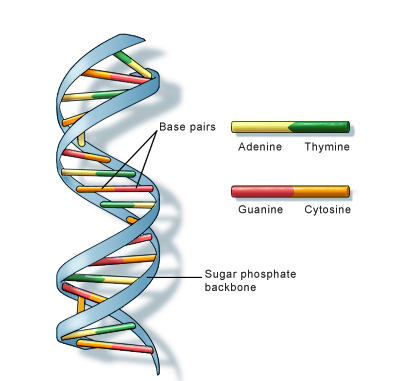 Base pairs
Adenine Thymine
Guanine Cytosine
Sugar phosphate
backbone